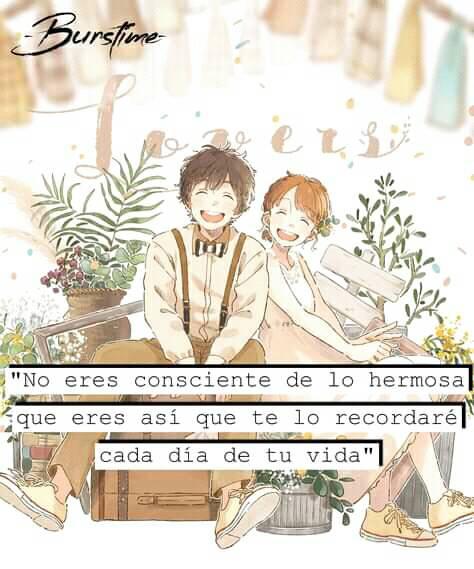 -Burstime-
Lovers
"No eres consciente de lo hermosa
que eres así que te lo recordaré
cada día de tu vida"